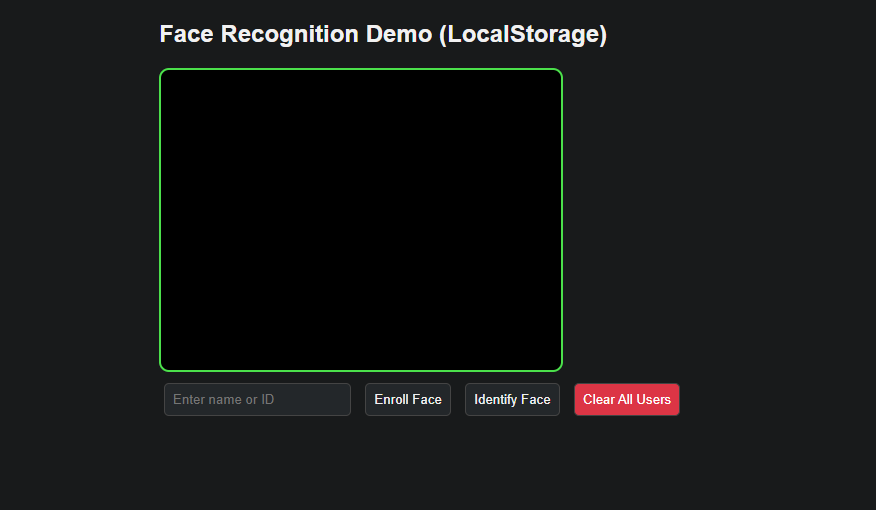 Face Recognition Demo (LocalStorage)
Enter name or ID
Enroll Face
Identify Face
Clear All Users